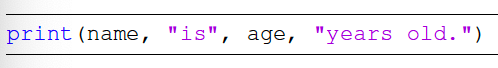 print(name, "is", age, "years old.")